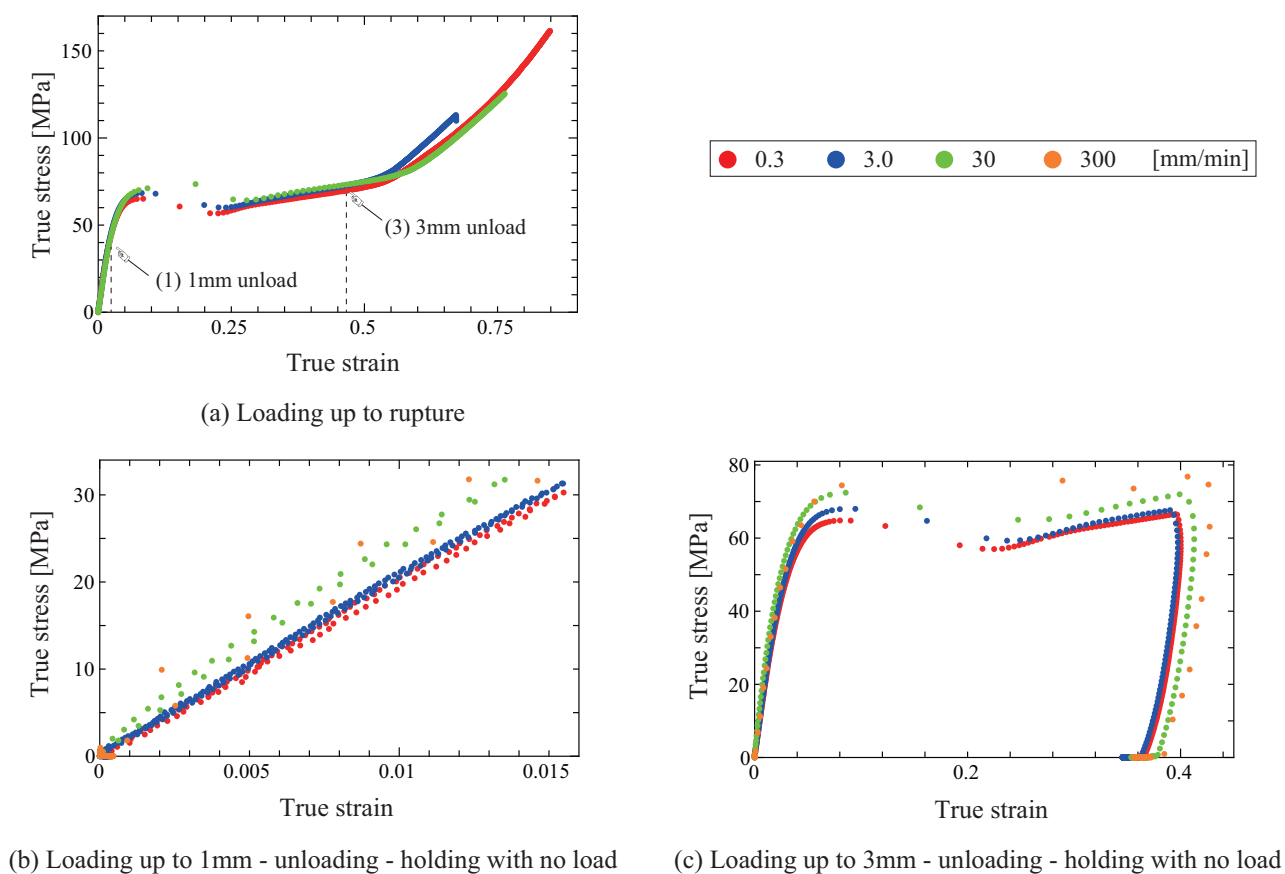 True stress [MPa]
150
100
50
0
(3) 3mm unload
(1) 1mm unload
0 0.25 0.5 0.75
True strain
(a) Loading up to rupture
0.3 3.0 30 300 [mm/min]
True stress [MPa]
30
20
10
0
0 0.005 0.01 0.015
True strain
(b) Loading up to 1mm - unloading - holding with no load
True stress [MPa]
80
60
40
20
0
0 0.2 0.4
True strain
(c) Loading up to 3mm - unloading - holding with no load